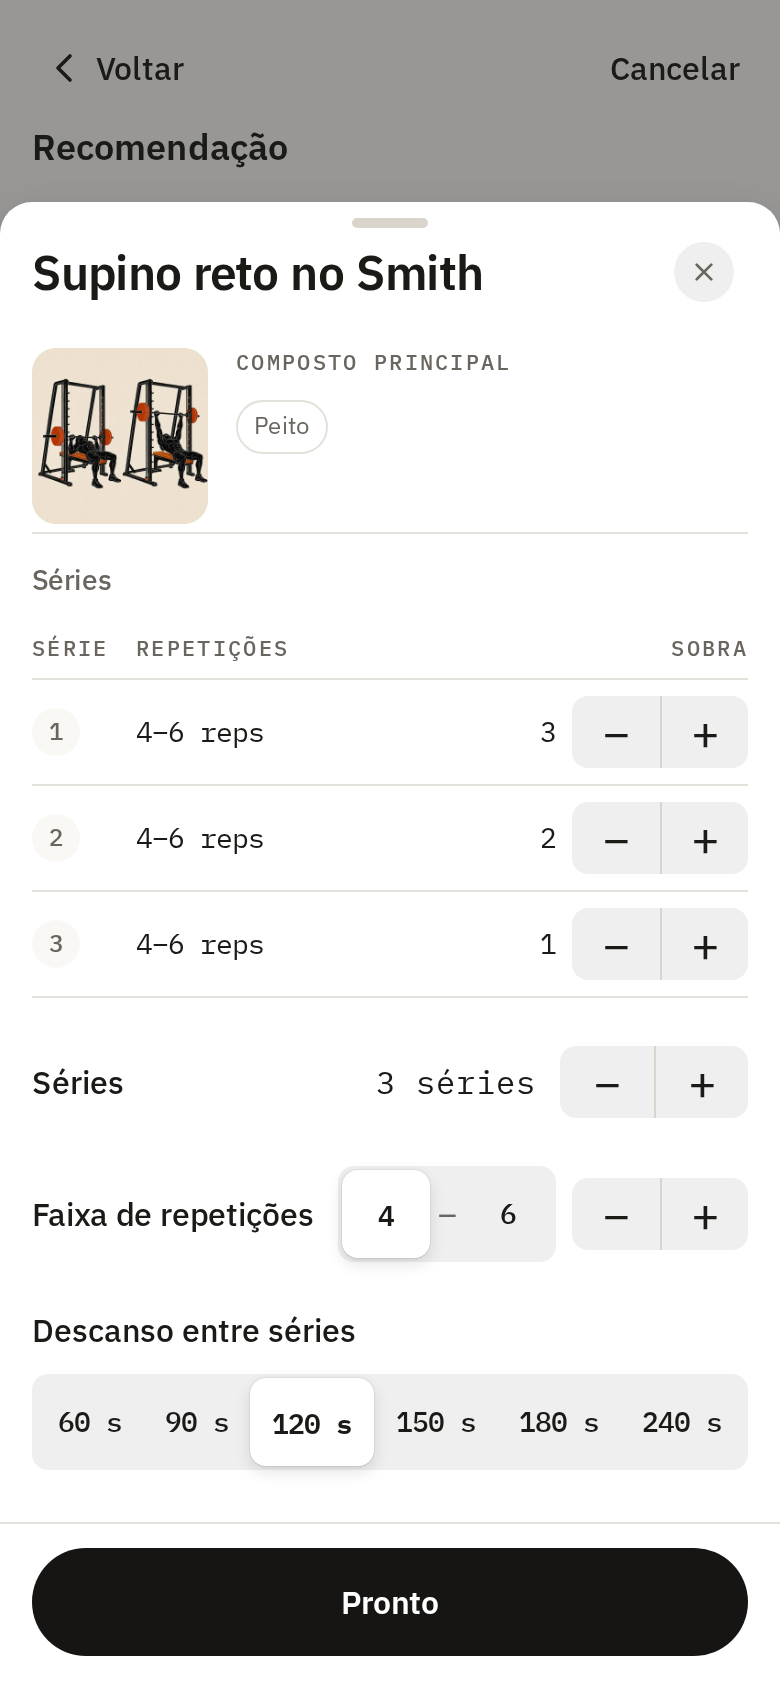 Voltar
Cancelar
Recomendação
Supino reto no Smith
COMPOSTO PRINCIPAL
Peito
Séries
SÉRIE REPETIÇÕES SOBRA
1 4–6 reps 3 − +
2 4–6 reps 2 − +
3 4–6 reps 1 − +
Séries 3 séries − +
Faixa de repetições 4 – 6 − +
Descanso entre séries
60 s 90 s 120 s 150 s 180 s 240 s
Pronto